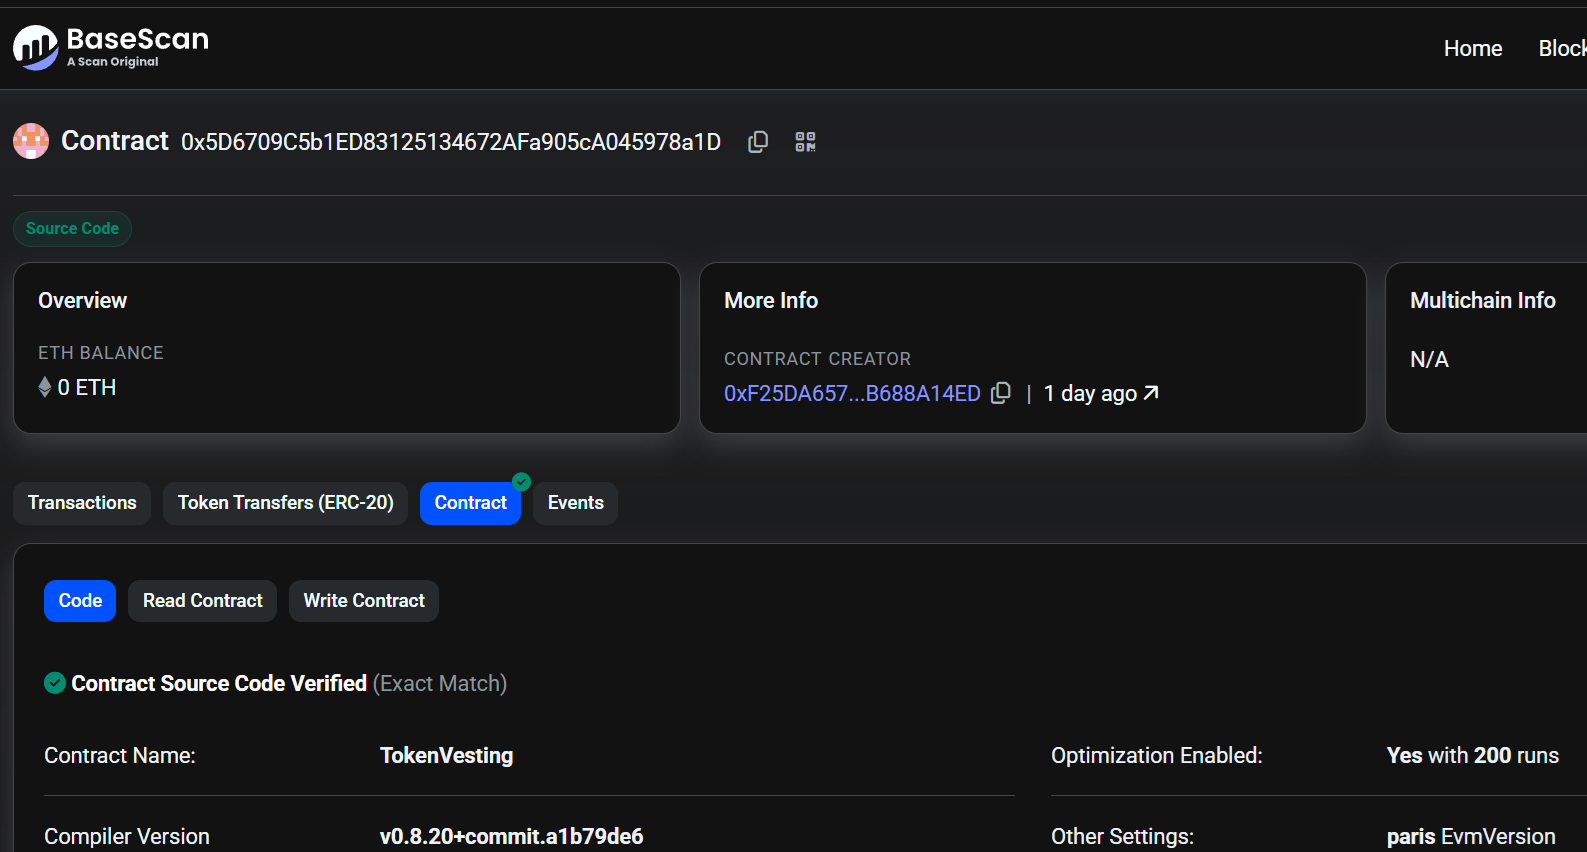 BaseScan
A Scan Original
Home Block
Contract 0x5D6709C5b1ED83125134672AFa905cA045978a1D
Source Code
Overview
ETH BALANCE
0 ETH
More Info
CONTRACT CREATOR
0xF25DA657...B688A14ED | 1 day ago
Multichain Info
N/A
Transactions Token Transfers (ERC-20) Contract Events
Code Read Contract Write Contract
Contract Source Code Verified (Exact Match)
Contract Name: TokenVesting Optimization Enabled: Yes with 200 runs
Compiler Version v0.8.20+commit.a1b79de6 Other Settings: paris EvmVersion